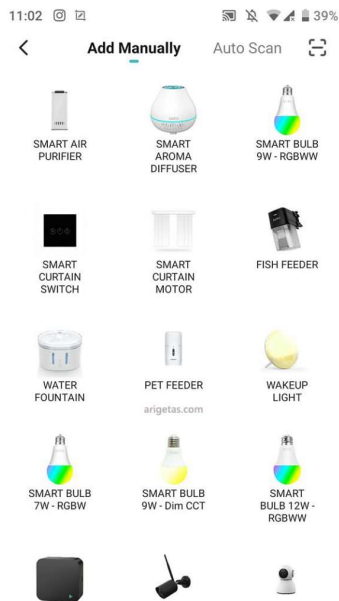 11:02 39%
Add Manually Auto Scan
SMART AIR
PURIFIER
SMART
AROMA
DIFFUSER
SMART BULB
9W - RGBWW
SMART
CURTAIN
SWITCH
SMART
CURTAIN
MOTOR
FISH FEEDER
WATER
FOUNTAIN
PET FEEDER
WAKEUP
LIGHT
arigetas.com
SMART BULB
7W - RGBW
SMART BULB
9W - Dim CCT
SMART
BULB 12W -
RGBWW